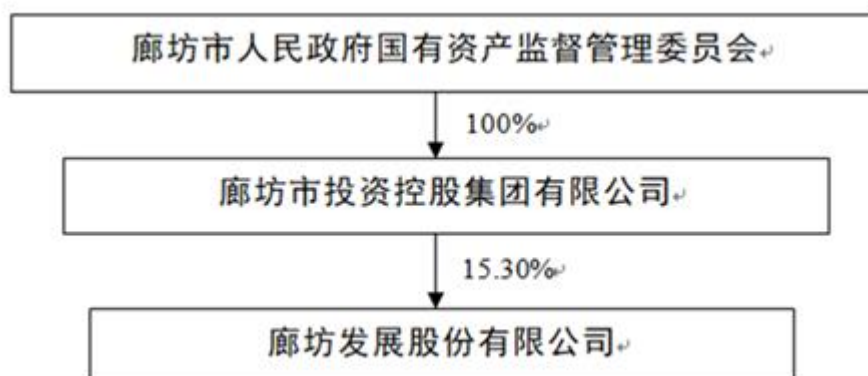 廊坊市人民政府国有资产监督管理委员会
100%
廊坊市投资控股集团有限公司
15.30%
廊坊发展股份有限公司